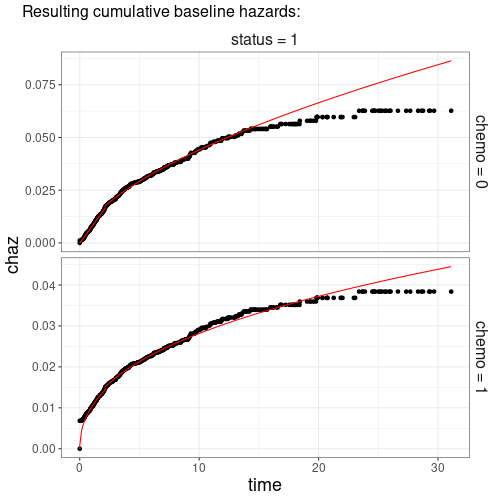 Resulting cumulative baseline hazards:
status = 1
0.075
0.050
0.025
0.000
chemo = 0
chaz
0.04
0.03
0.02
0.01
0.00
chemo = 1
0 10 20 30
time